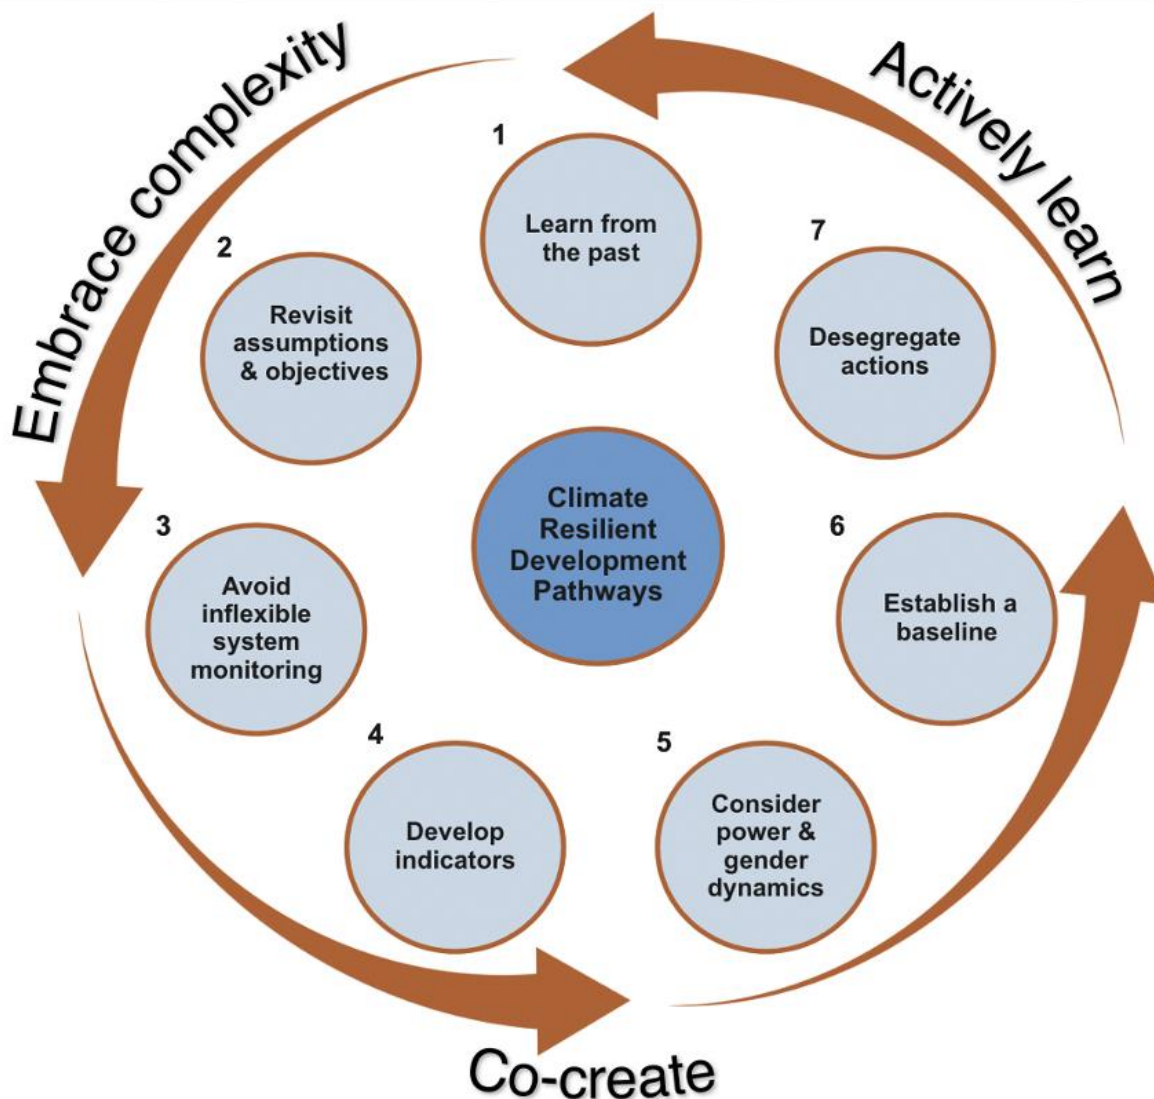 Embrace complexity
Actively learn
1
Learn from
the past
2
Revisit
assumptions
& objectives
3
Avoid
inflexible
system
monitoring
4
Develop
indicators
5
Consider
power &
gender
dynamics
6
Establish a
baseline
7
Desegregate
actions
Climate
Resilient
Development
Pathways
Co-create